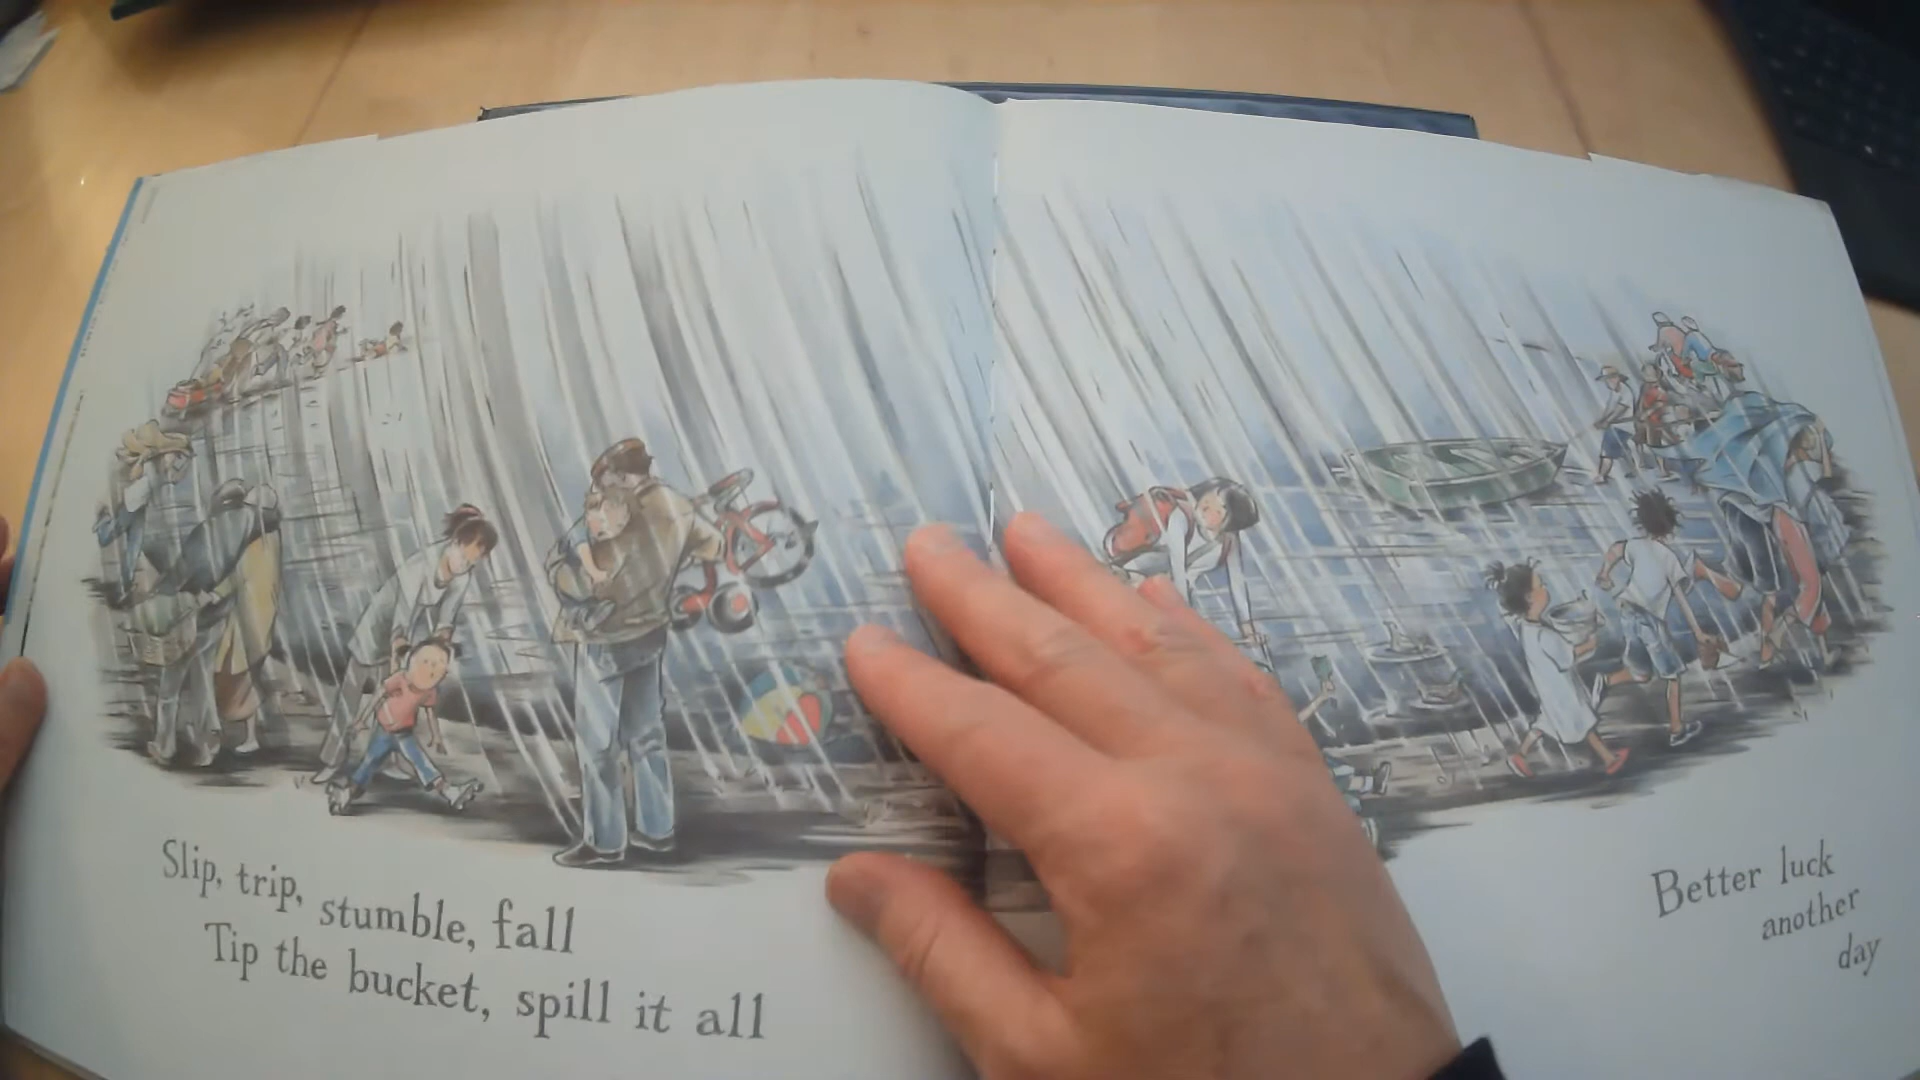 Slip, trip, stumble, fall
Tip the bucket, spill it all
Better luck
another
day